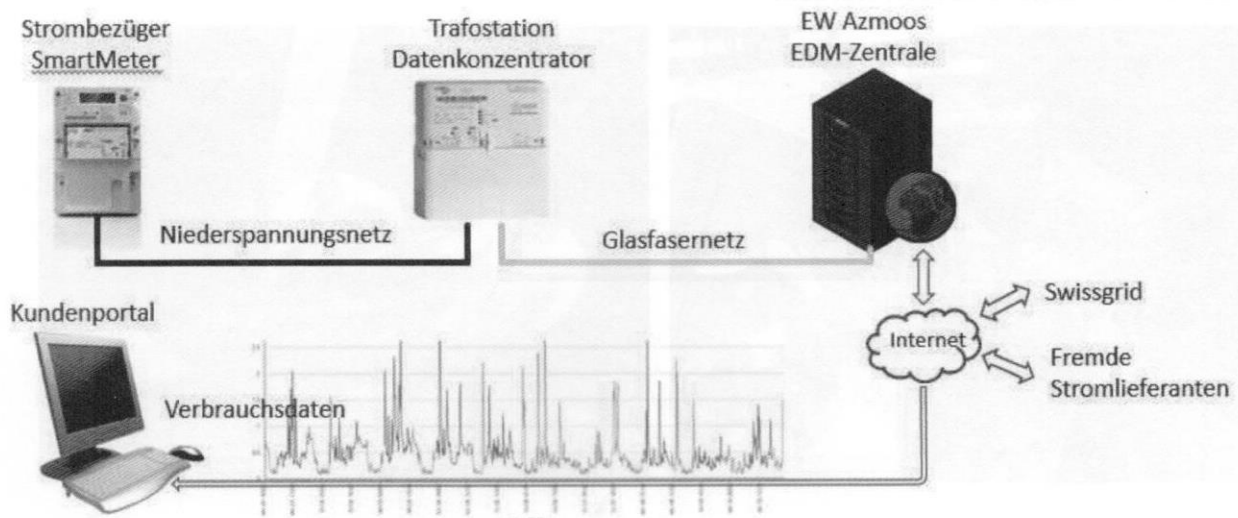 Strombezüger
SmartMeter
Trafostation
Datenkonzentrator
EW Azmoos
EDM-Zentrale
Niederspannungsnetz
Glasfasernetz
Kundenportal
Internet
Swissgrid
Fremde
Stromlieferanten
Verbrauchsdaten